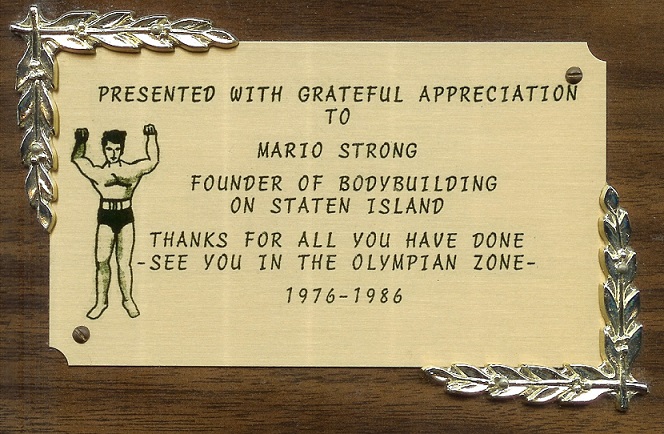 PRESENTED WITH GRATEFUL APPRECIATION
TO
MARIO STRONG
FOUNDER OF BODYBUILDING
ON STATEN ISLAND
THANKS FOR ALL YOU HAVE DONE
-SEE YOU IN THE OLYMPIAN ZONE-
1976-1986